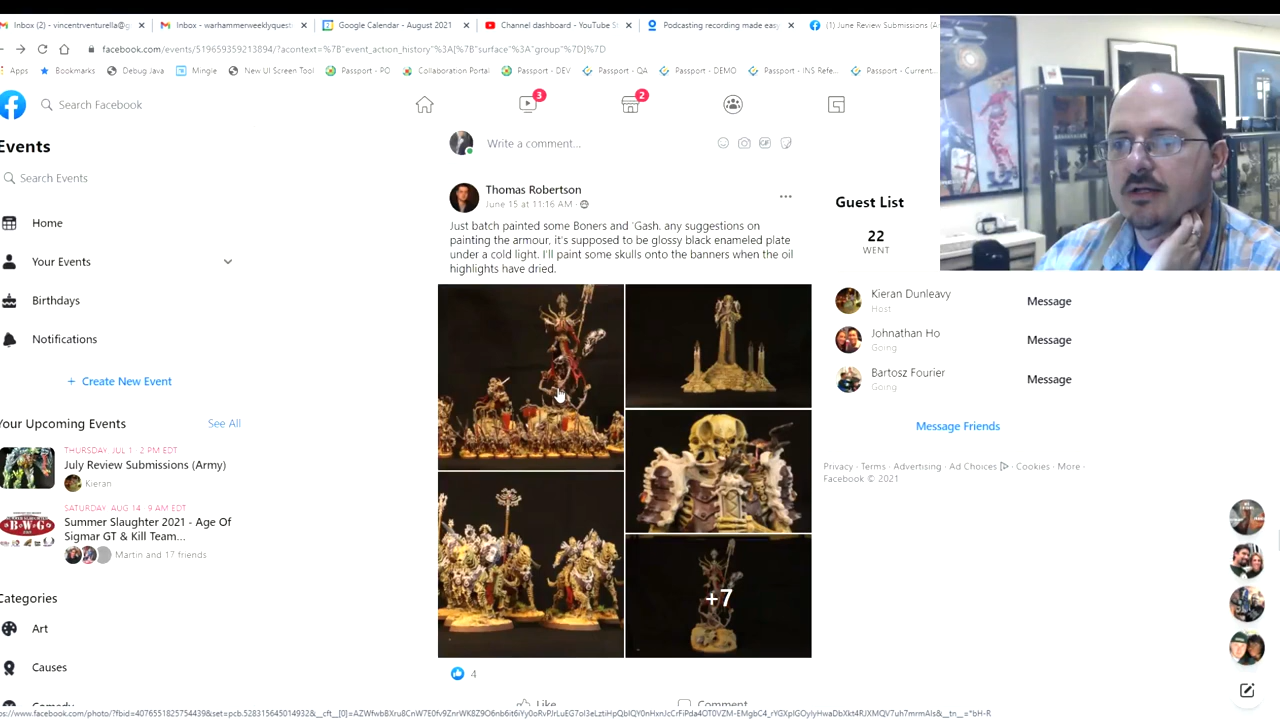 Inbox (2) - vincentrventurella@g
Inbox - warhammerweeklyquest
Google Calendar - August 2021
Channel dashboard - YouTube S
Podcasting recording made easy
(1) June Review Submissions (A
facebook.com/events/519659359213894/?acontext=%7B"event_action_history"%3A[%7B"surface"%3A"group"%7D]%7D
Apps
Bookmarks
Debug Java
Mingle
New UI Screen Tool
Passport - PO
Collaboration Portal
Passport - DEV
Passport - QA
Passport - DEMO
Passport - INS Refe...
Passport - Current...
Search Facebook
3
2
Events
Search Events
Home
Your Events
Birthdays
Notifications
+ Create New Event
Your Upcoming Events
See All
THURSDAY, JUL 1 · 2 PM EDT
July Review Submissions (Army)
Kieran
SATURDAY, AUG 14 · 9 AM EDT
Summer Slaughter 2021 - Age Of
Sigmar GT & Kill Team...
Martin and 17 friends
Categories
Art
Causes
Comedy
Write a comment...
Thomas Robertson
June 15 at 11:16 AM ·
Just batch painted some Boners and 'Gash, any suggestions on
painting the armour, it's supposed to be glossy black enameled plate
under a cold light. I'll paint some skulls onto the banners when the oil
highlights have dried.
+7
4
Like
Comment
Guest List
22
WENT
Kieran Dunleavy
Host
Message
Johnathan Ho
Going
Message
Bartosz Fourier
Going
Message
Message Friends
Privacy · Terms · Advertising · Ad Choices · Cookies · More ·
Facebook © 2021